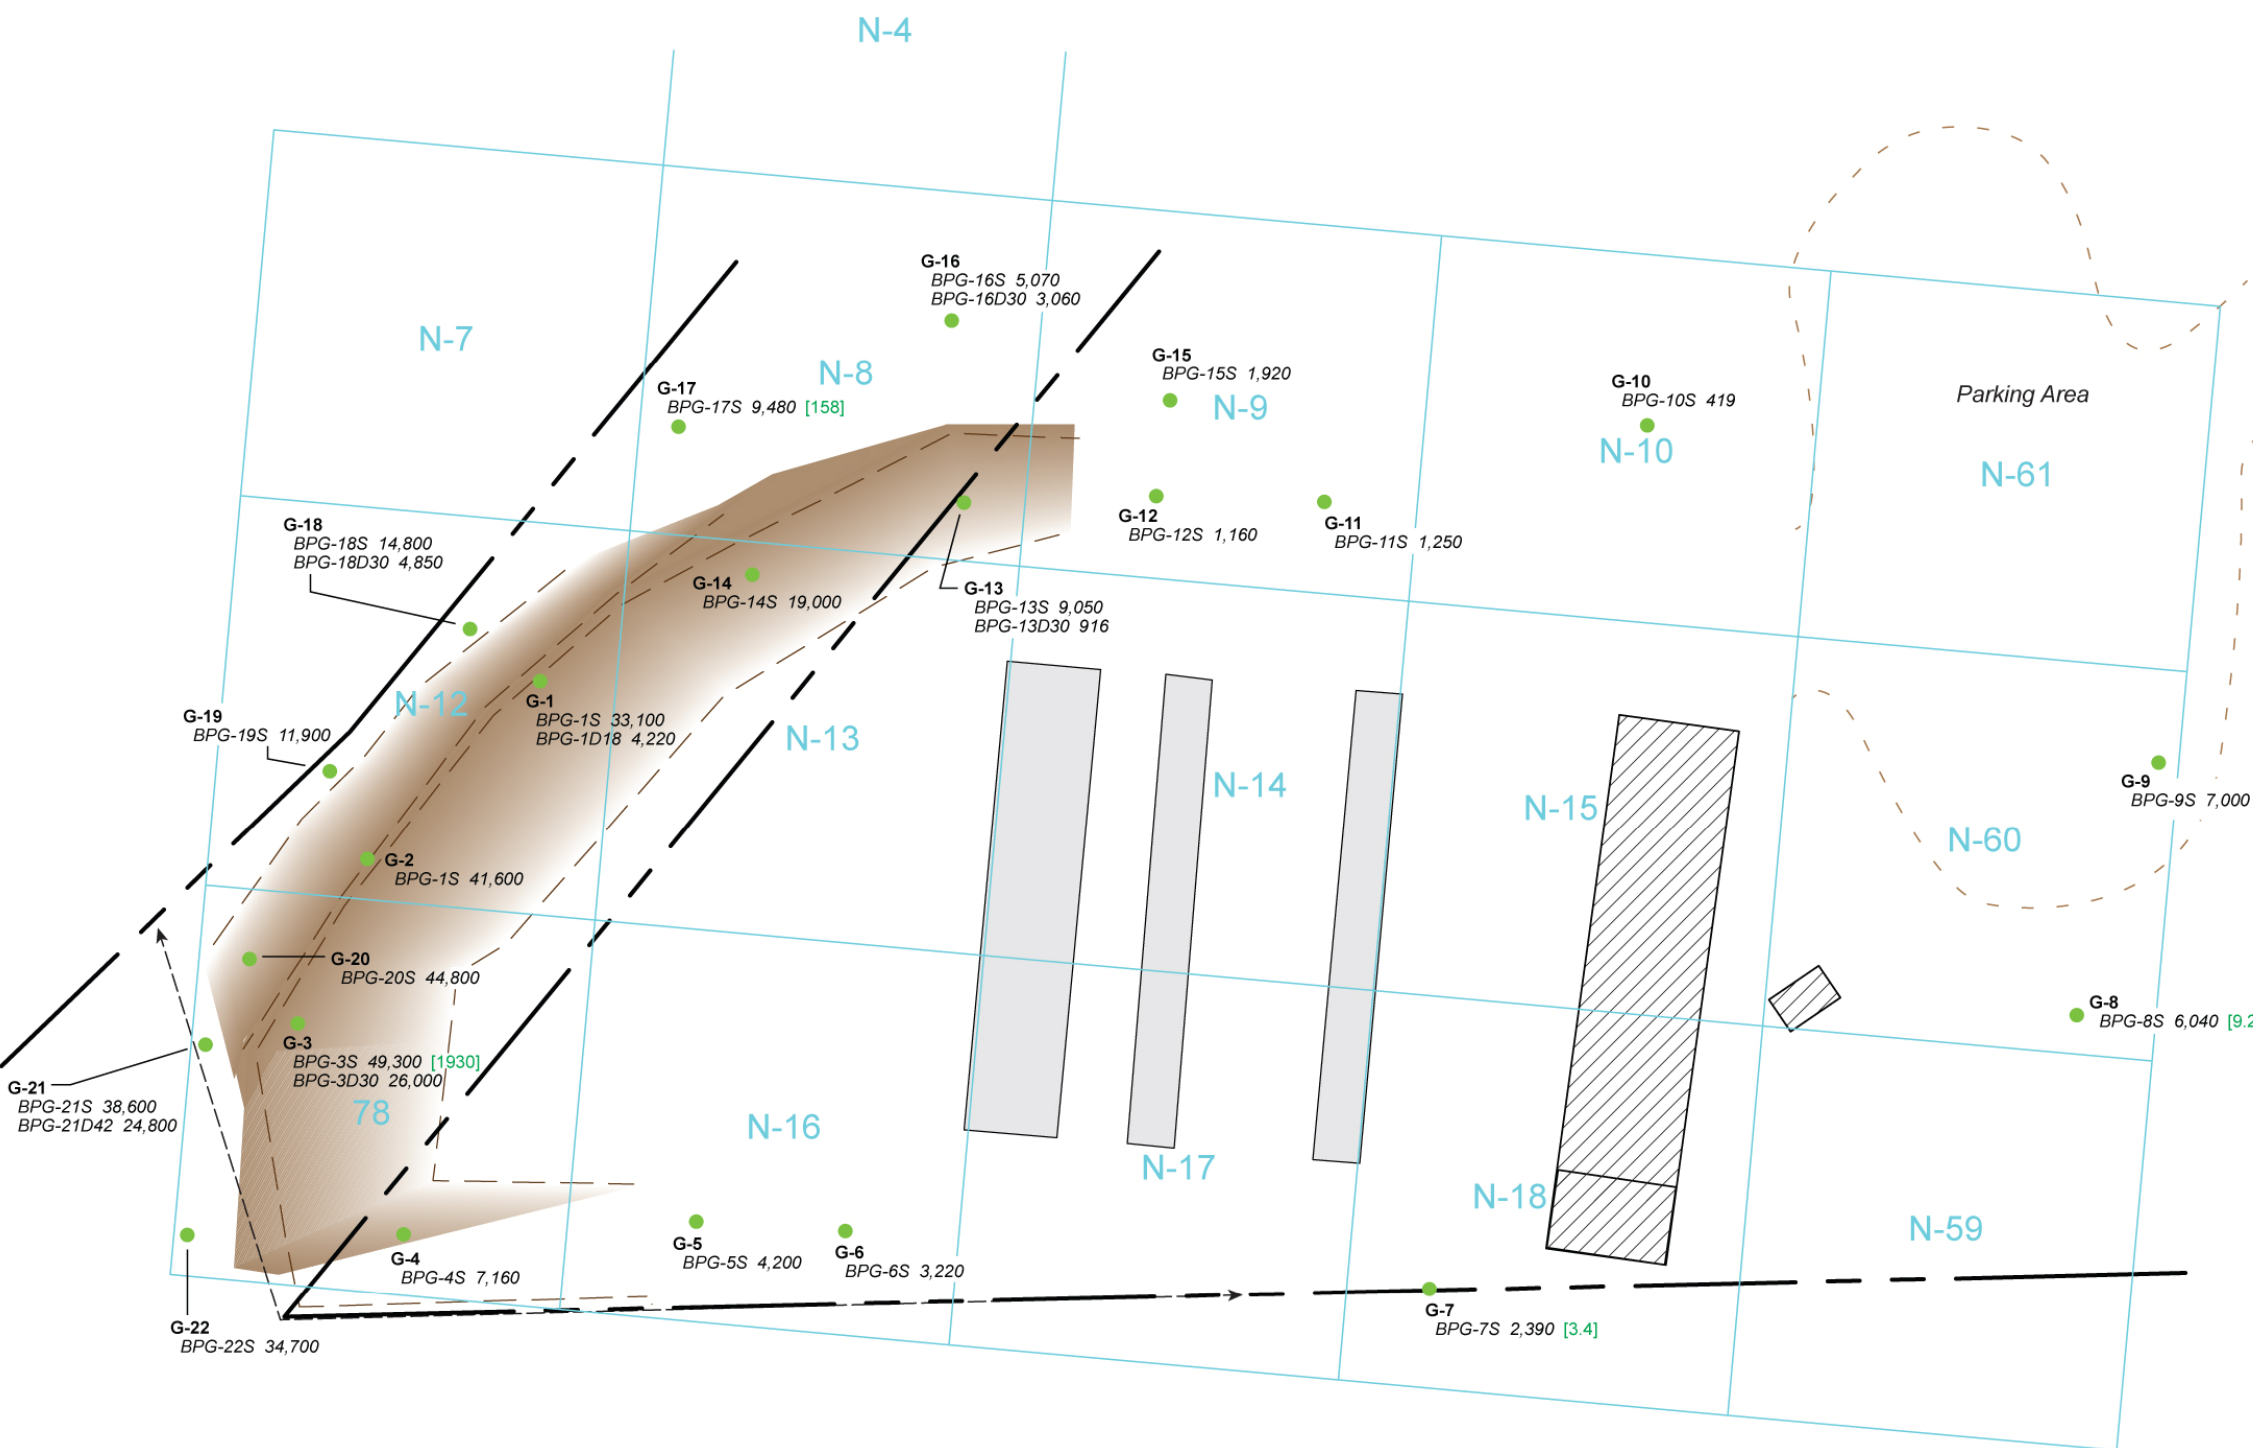 N-4
G-16
BPG-16S 5,070
BPG-16D30 3,060
N-7
N-8
G-15
BPG-15S 1,920
N-9
G-17
BPG-17S 9,480 [158]
G-10
BPG-10S 419
N-10
Parking Area
N-61
G-18
BPG-18S 14,800
BPG-18D30 4,850
G-12
BPG-12S 1,160
G-11
BPG-11S 1,250
G-14
BPG-14S 19,000
G-13
BPG-13S 9,050
BPG-13D30 916
N-12
G-1
BPG-1S 33,100
BPG-1D18 4,220
G-19
BPG-19S 11,900
N-13
N-14
N-15
G-9
BPG-9S 7,000
N-60
G-2
BPG-1S 41,600
G-20
BPG-20S 44,800
G-8
BPG-8S 6,040 [9.2
G-3
BPG-3S 49,300 [1930]
BPG-3D30 26,000
78
G-21
BPG-21S 38,600
BPG-21D42 24,800
N-16
N-17
N-18
N-59
G-4
BPG-4S 7,160
G-5
BPG-5S 4,200
G-6
BPG-6S 3,220
G-7
BPG-7S 2,390 [3.4]
G-22
BPG-22S 34,700